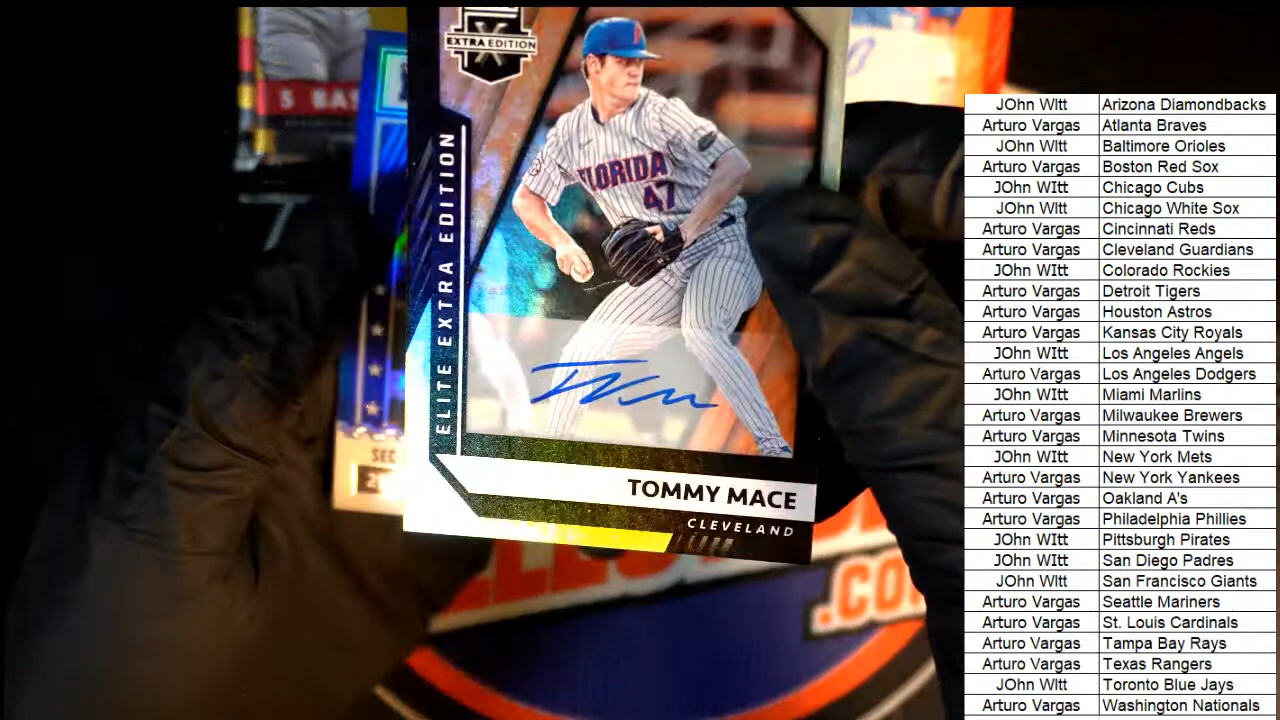 EXTRA EDITION
X
5 BAS
7
ELITE EXTRA EDITION
FLORIDA
47
SEC
TOMMY MACE
CLEVELAND
.CO
JOhn WItt Arizona Diamondbacks
Arturo Vargas Atlanta Braves
JOhn WItt Baltimore Orioles
Arturo Vargas Boston Red Sox
JOhn WItt Chicago Cubs
JOhn WItt Chicago White Sox
Arturo Vargas Cincinnati Reds
Arturo Vargas Cleveland Guardians
JOhn WItt Colorado Rockies
Arturo Vargas Detroit Tigers
Arturo Vargas Houston Astros
Arturo Vargas Kansas City Royals
JOhn WItt Los Angeles Angels
Arturo Vargas Los Angeles Dodgers
JOhn WItt Miami Marlins
Arturo Vargas Milwaukee Brewers
Arturo Vargas Minnesota Twins
JOhn WItt New York Mets
Arturo Vargas New York Yankees
Arturo Vargas Oakland A's
Arturo Vargas Philadelphia Phillies
JOhn WItt Pittsburgh Pirates
JOhn WItt San Diego Padres
JOhn WItt San Francisco Giants
Arturo Vargas Seattle Mariners
Arturo Vargas St. Louis Cardinals
Arturo Vargas Tampa Bay Rays
Arturo Vargas Texas Rangers
JOhn WItt Toronto Blue Jays
Arturo Vargas Washington Nationals